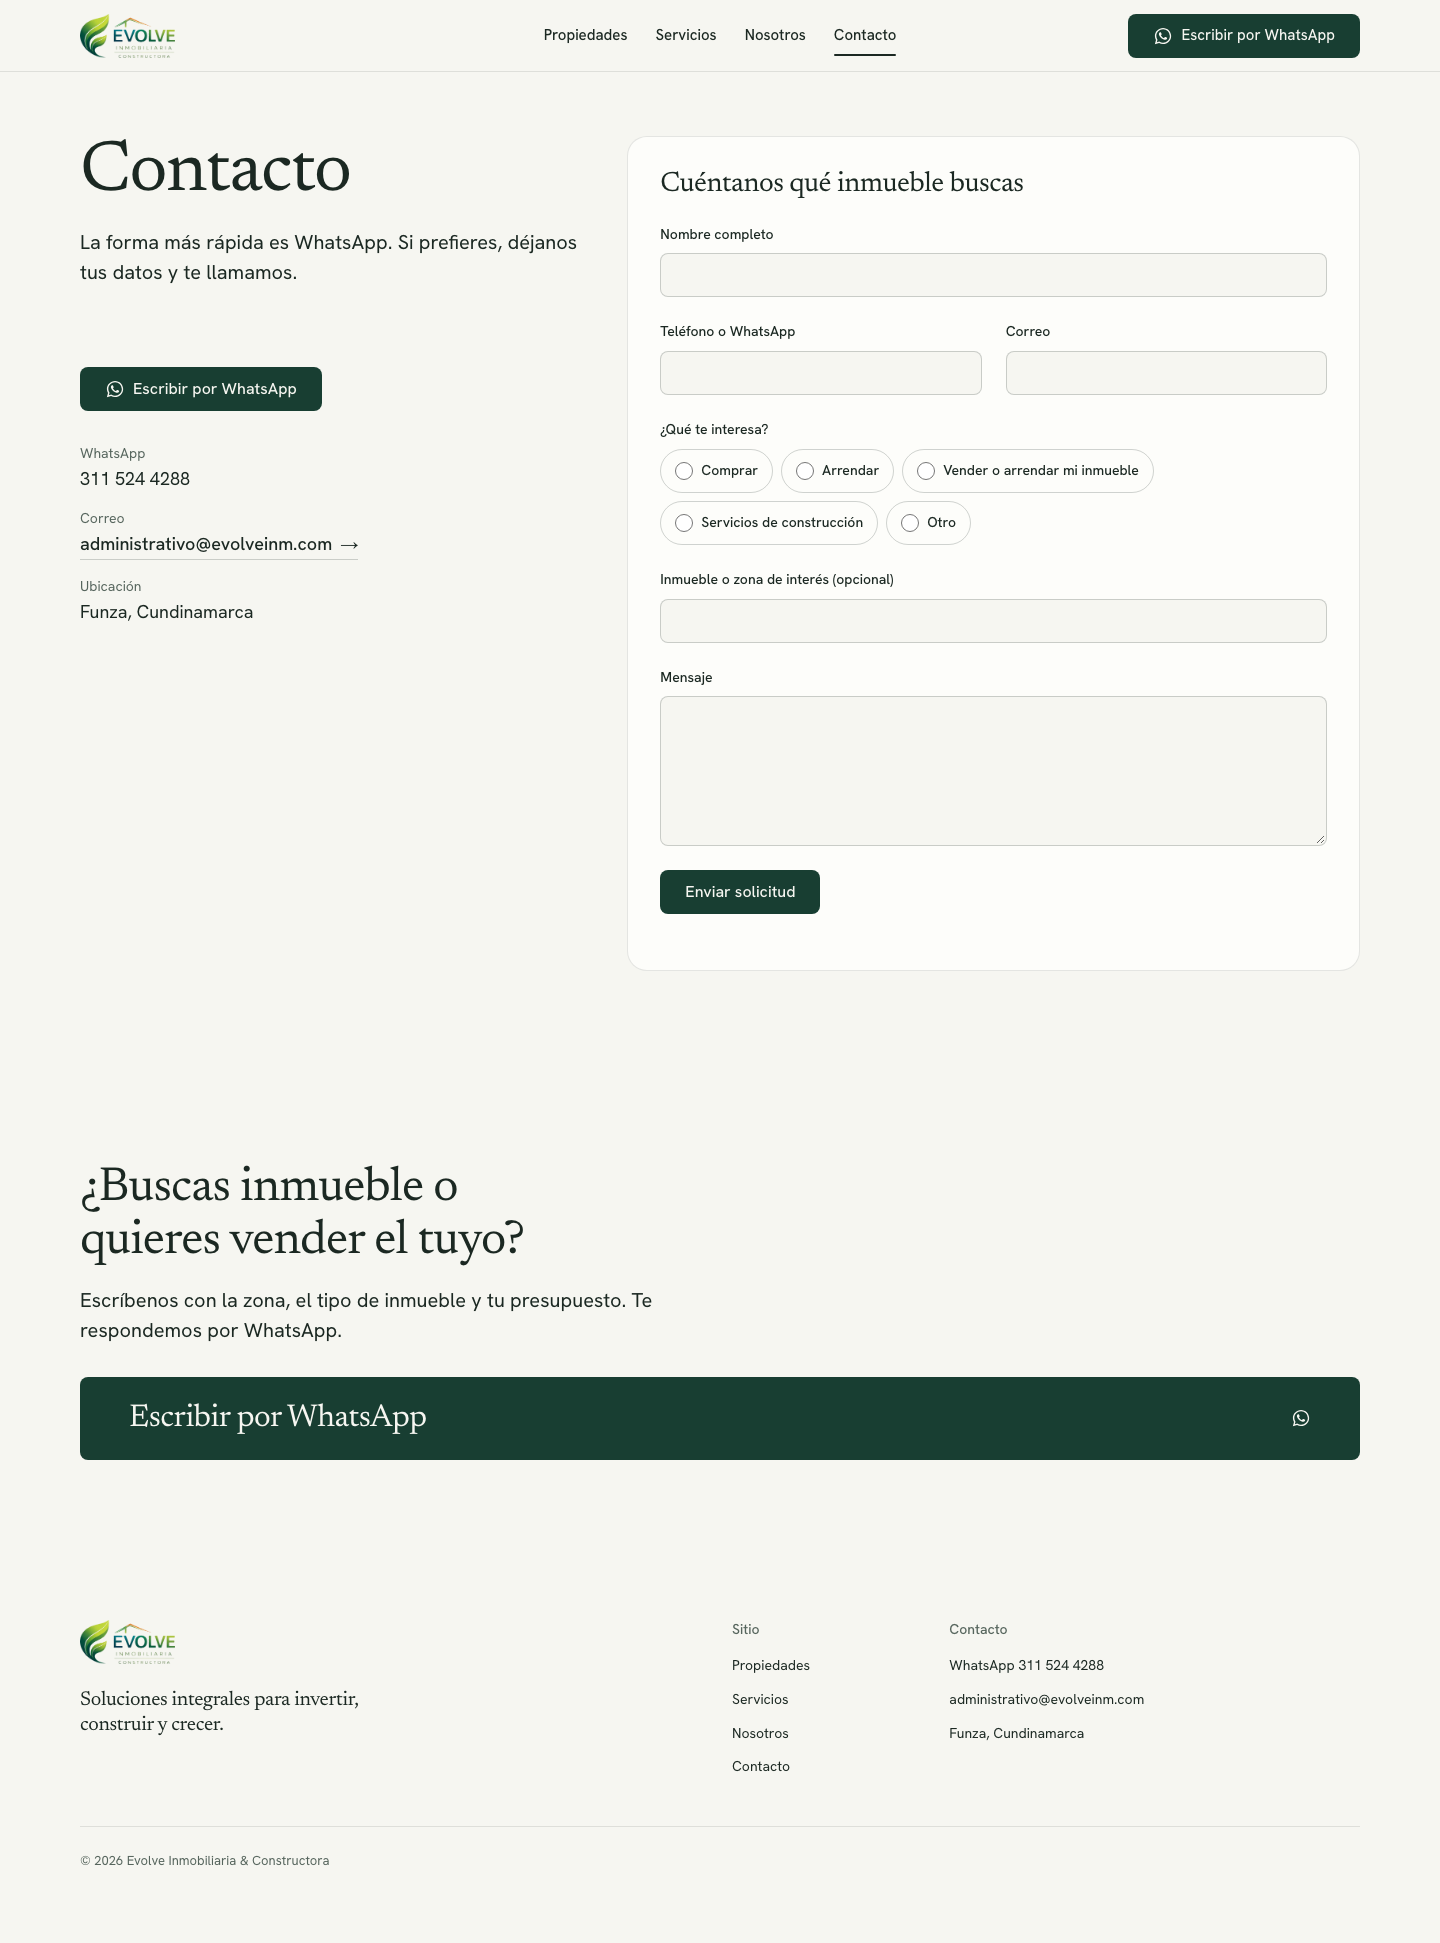 EVOLVE
INMOBILIARIA
CONSTRUCTORA
Propiedades
Servicios
Nosotros
Contacto
Escribir por WhatsApp
Contacto
La forma más rápida es WhatsApp. Si prefieres, déjanos
tus datos y te llamamos.
Escribir por WhatsApp
WhatsApp
311 524 4288
Correo
administrativo@evolveinm.com →
Ubicación
Funza, Cundinamarca
Cuéntanos qué inmueble buscas
Nombre completo
Teléfono o WhatsApp
Correo
¿Qué te interesa?
Comprar
Arrendar
Vender o arrendar mi inmueble
Servicios de construcción
Otro
Inmueble o zona de interés (opcional)
Mensaje
Enviar solicitud
¿Buscas inmueble o
quieres vender el tuyo?
Escríbenos con la zona, el tipo de inmueble y tu presupuesto. Te
respondemos por WhatsApp.
Escribir por WhatsApp
EVOLVE
INMOBILIARIA
CONSTRUCTORA
Soluciones integrales para invertir,
construir y crecer.
Sitio
Propiedades
Servicios
Nosotros
Contacto
Contacto
WhatsApp 311 524 4288
administrativo@evolveinm.com
Funza, Cundinamarca
© 2026 Evolve Inmobiliaria & Constructora